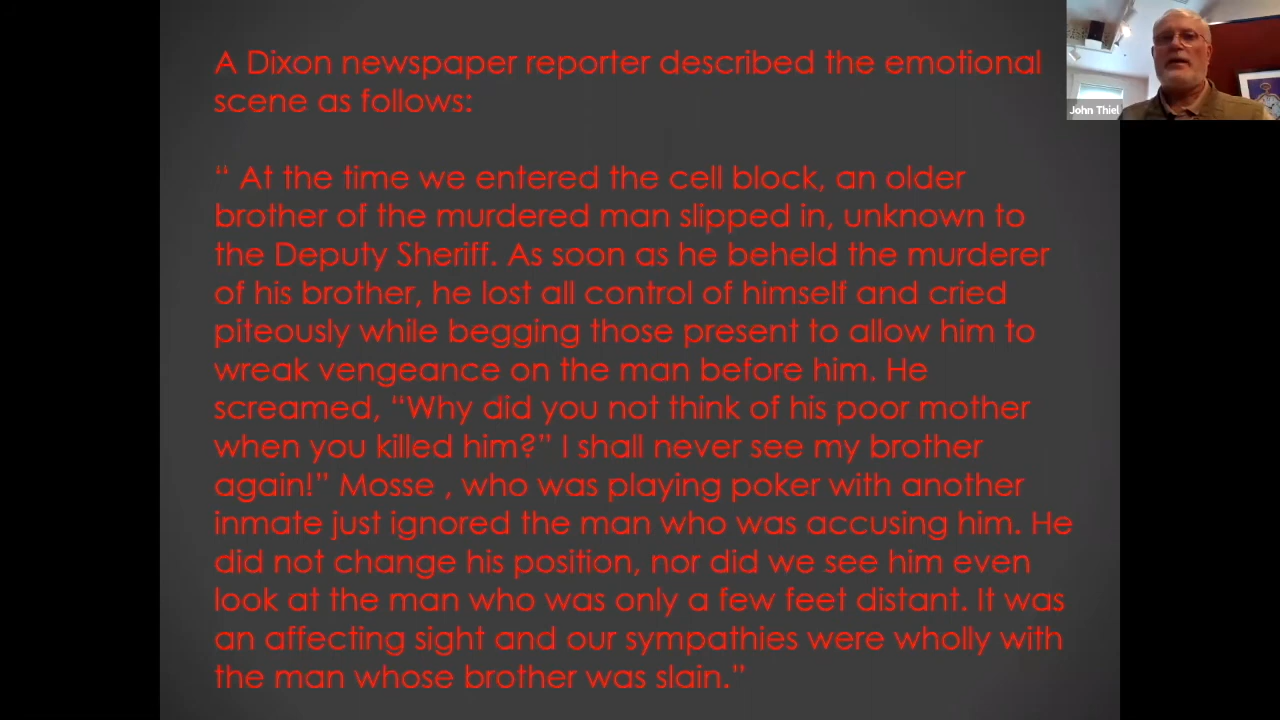 A Dixon newspaper reporter described the emotional
scene as follows:
“ At the time we entered the cell block, an older
brother of the murdered man slipped in, unknown to
the Deputy Sheriff. As soon as he beheld the murderer
of his brother, he lost all control of himself and cried
piteously while begging those present to allow him to
wreak vengeance on the man before him. He
screamed, “Why did you not think of his poor mother
when you killed him?” I shall never see my brother
again!” Mosse , who was playing poker with another
inmate just ignored the man who was accusing him. He
did not change his position, nor did we see him even
look at the man who was only a few feet distant. It was
an affecting sight and our sympathies were wholly with
the man whose brother was slain.”
John Thiel